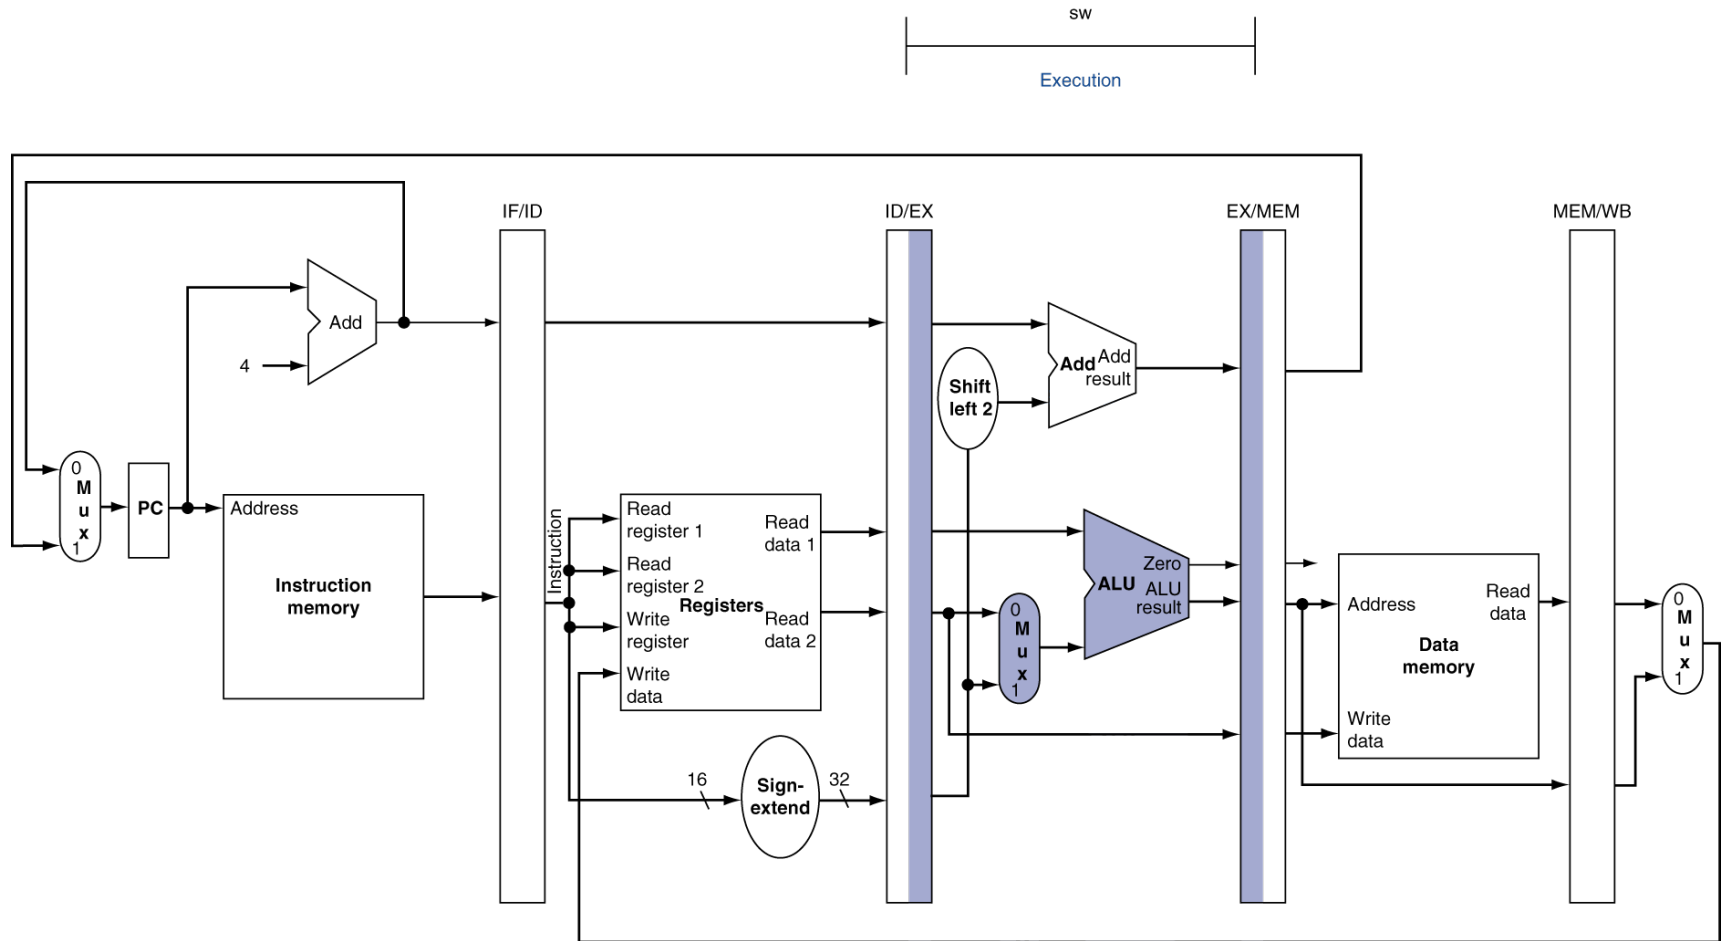 sw
Execution
IF/ID
ID/EX
EX/MEM
MEM/WB
Add
4
Add Add
result
Shift
left 2
0
M
u
x
1
PC
Address
Instruction
memory
Instruction
Read
register 1
Read
register 2
Write
register
Write
data
Registers
Read
data 1
Read
data 2
16
Sign-
extend
32
0
M
u
x
1
ALU
Zero
ALU
result
Address
Read
data
Data
memory
Write
data
0
M
u
x
1